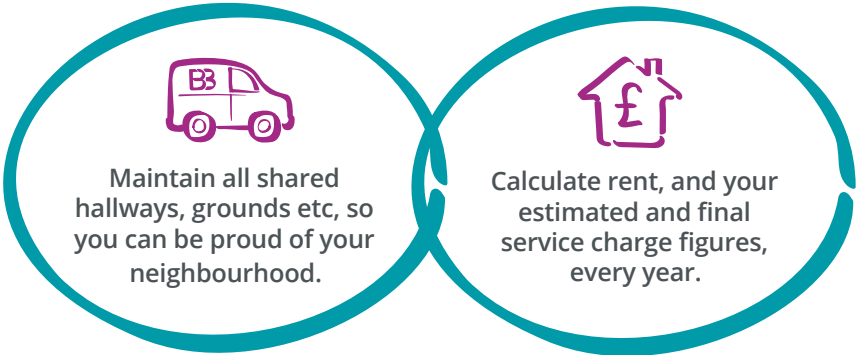 BB
Maintain all shared
hallways, grounds etc, so
you can be proud of your
neighbourhood.
£
Calculate rent, and your
estimated and final
service charge figures,
every year.